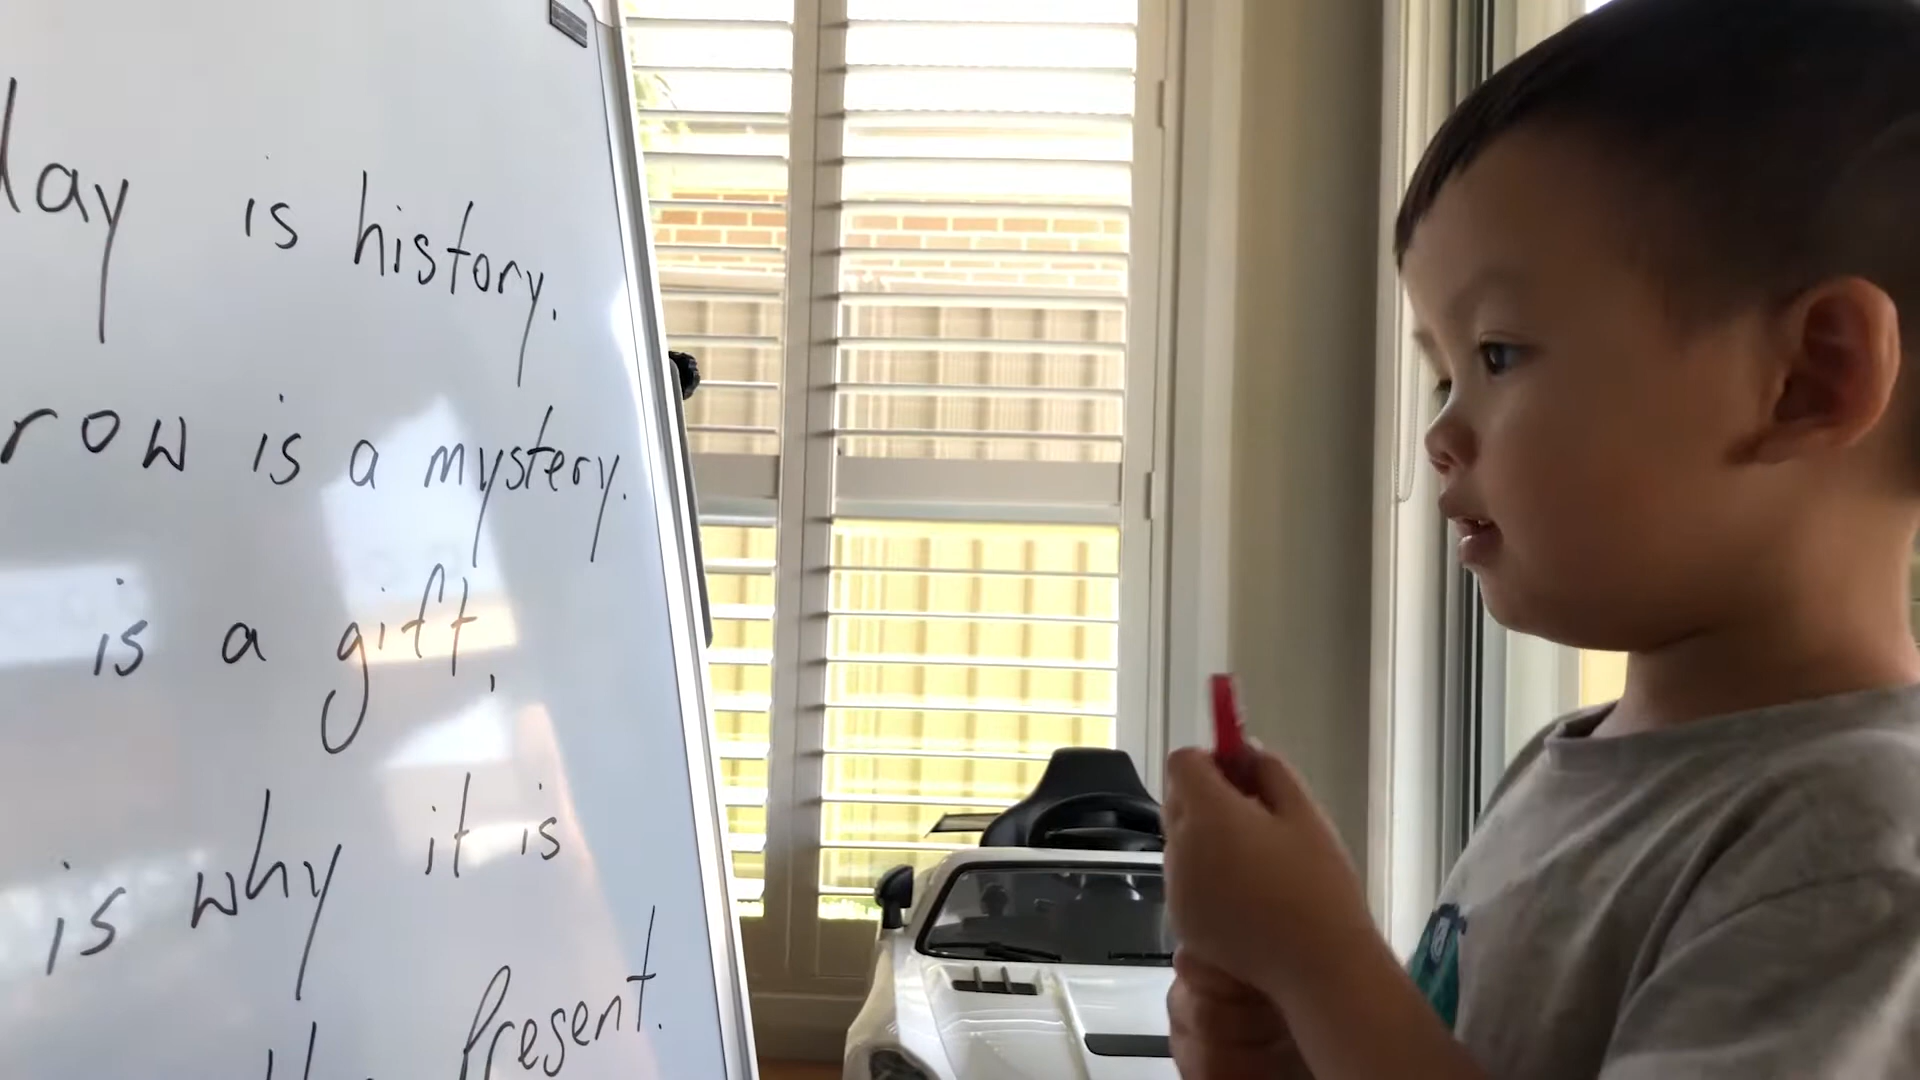 day is history.
row is a mystery.
is a gift,
is why it is
Present.